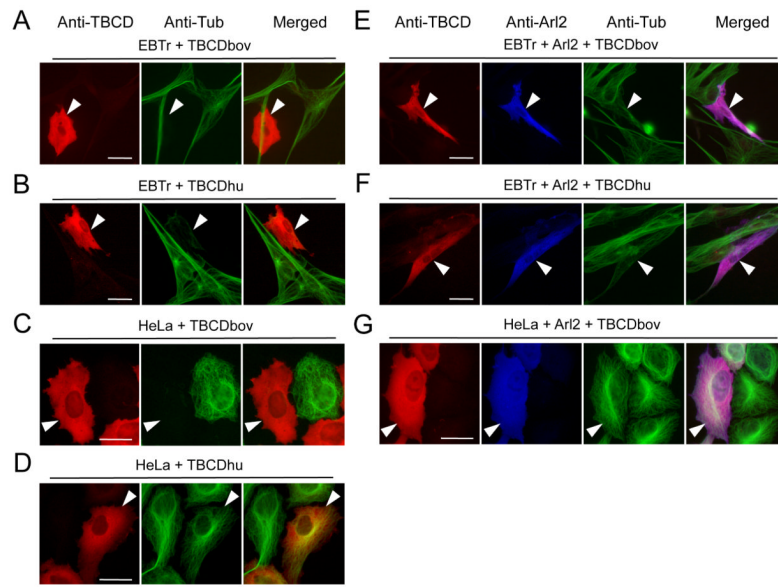 A Anti-TBCD Anti-Tub Merged
EBTr + TBCDbov
B EBTr + TBCDhu
C HeLa + TBCDbov
D HeLa + TBCDhu
E Anti-TBCD Anti-Arl2 Anti-Tub Merged
EBTr + Arl2 + TBCDbov
F EBTr + Arl2 + TBCDhu
G HeLa + Arl2 + TBCDbov